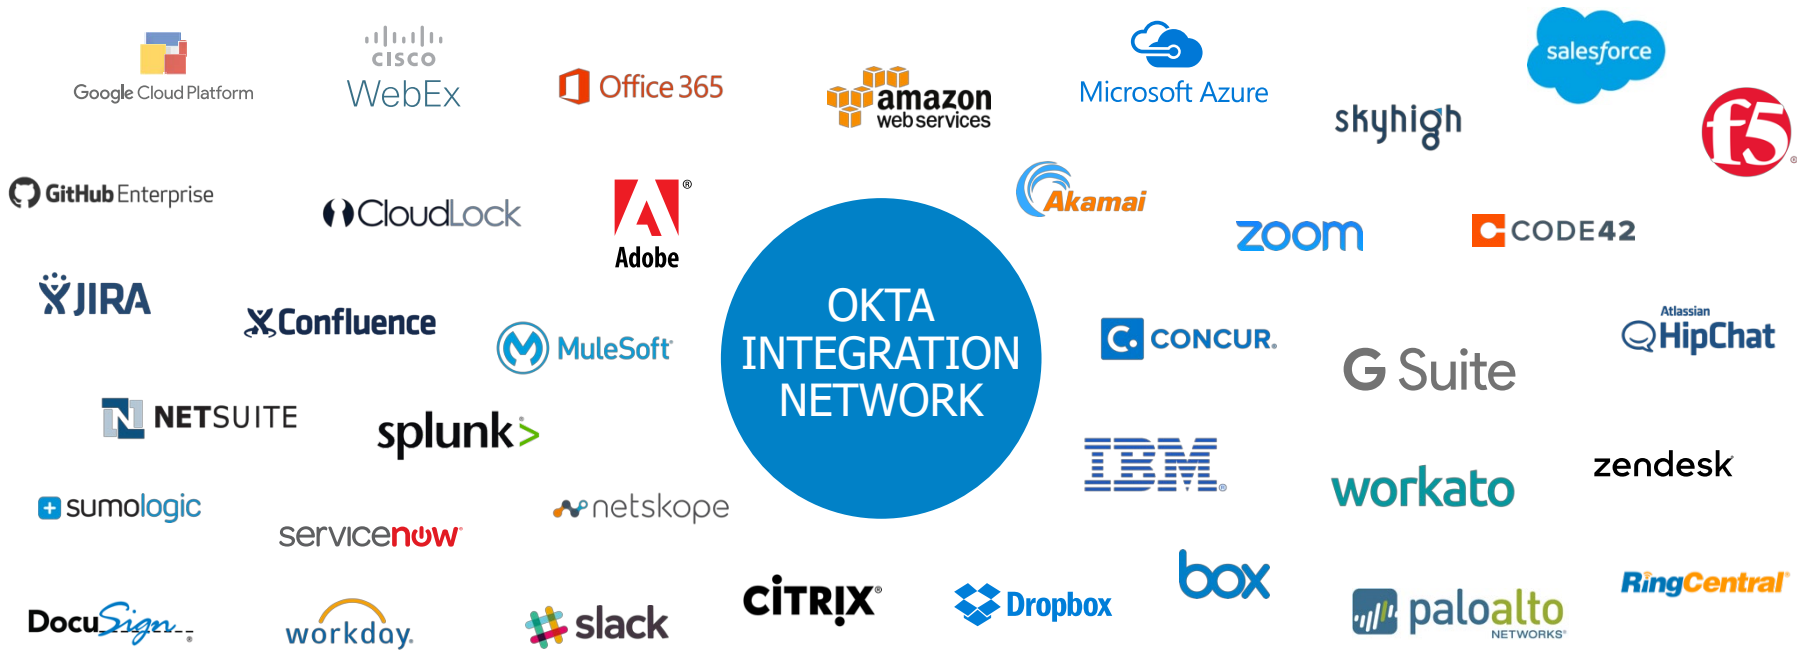 Google Cloud Platform
CISCO
WebEx
Office 365
amazon
web services
Microsoft Azure
salesforce
skyhigh
f5®
GitHub Enterprise
CLOUDLOCK
Adobe®
Akamai
zoom
CODE42
JIRA
Confluence
MuleSoft®
OKTA
INTEGRATION
NETWORK
C. CONCUR®
G Suite
Atlassian
HipChat
N NETSUITE
splunk>
IBM®
workato
zendesk
sumologic
servicenow®
netskope
box
RingCentral®
DocuSign®
workday®
slack
CITRIX®
Dropbox
paloalto
NETWORKS®